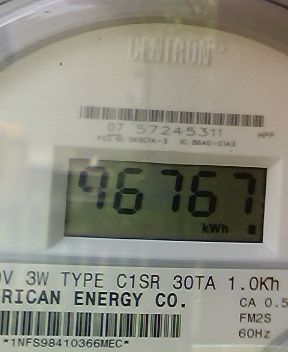 CENTRON
07 57245311
96767
kWh
0V 3W TYPE C1SR 30TA 1.0Kh
RICAN ENERGY CO.
CA 0.5
FM2S
60Hz
*1NFS98410366MEC*